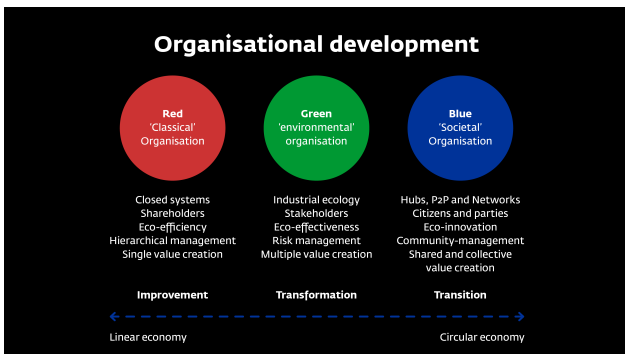 Organisational development
Red
'Classical'
Organisation
Green
'environmental'
organisation
Blue
'Societal'
Organisation
Closed systems
Shareholders
Eco-efficiency
Hierarchical management
Single value creation
Industrial ecology
Stakeholders
Eco-effectiveness
Risk management
Multiple value creation
Hubs, P2P and Networks
Citizens and parties
Eco-innovation
Community-management
Shared and collective
value creation
Improvement
Transformation
Transition
Linear economy
Circular economy